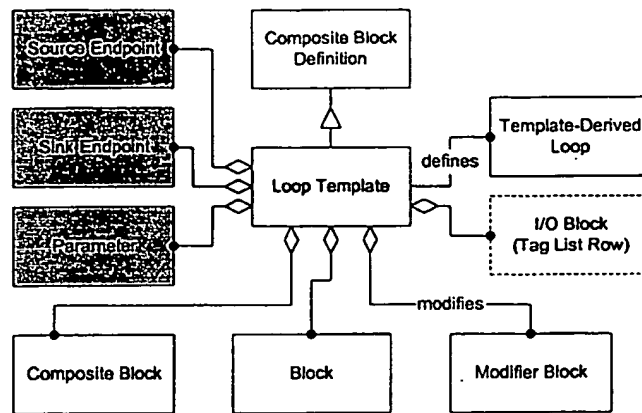 Source Endpoint
Composite Block
Definition
Sink Endpoint
Template-Derived
Loop
defines
Loop Template
Parameter
I/O Block
(Tag List Row)
modifies
Composite Block
Block
Modifier Block